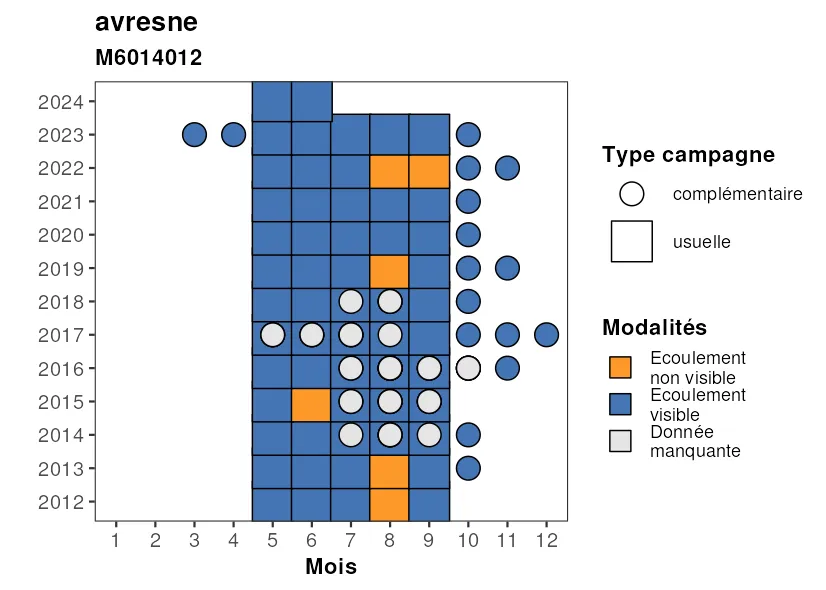 avresne
M6014012
2024
2023
2022
2021
2020
2019
2018
2017
2016
2015
2014
2013
2012
1 2 3 4 5 6 7 8 9 10 11 12
Mois
Type campagne
complémentaire
usuelle
Modalités
Ecoulement
non visible
Ecoulement
visible
Donnée
manquante